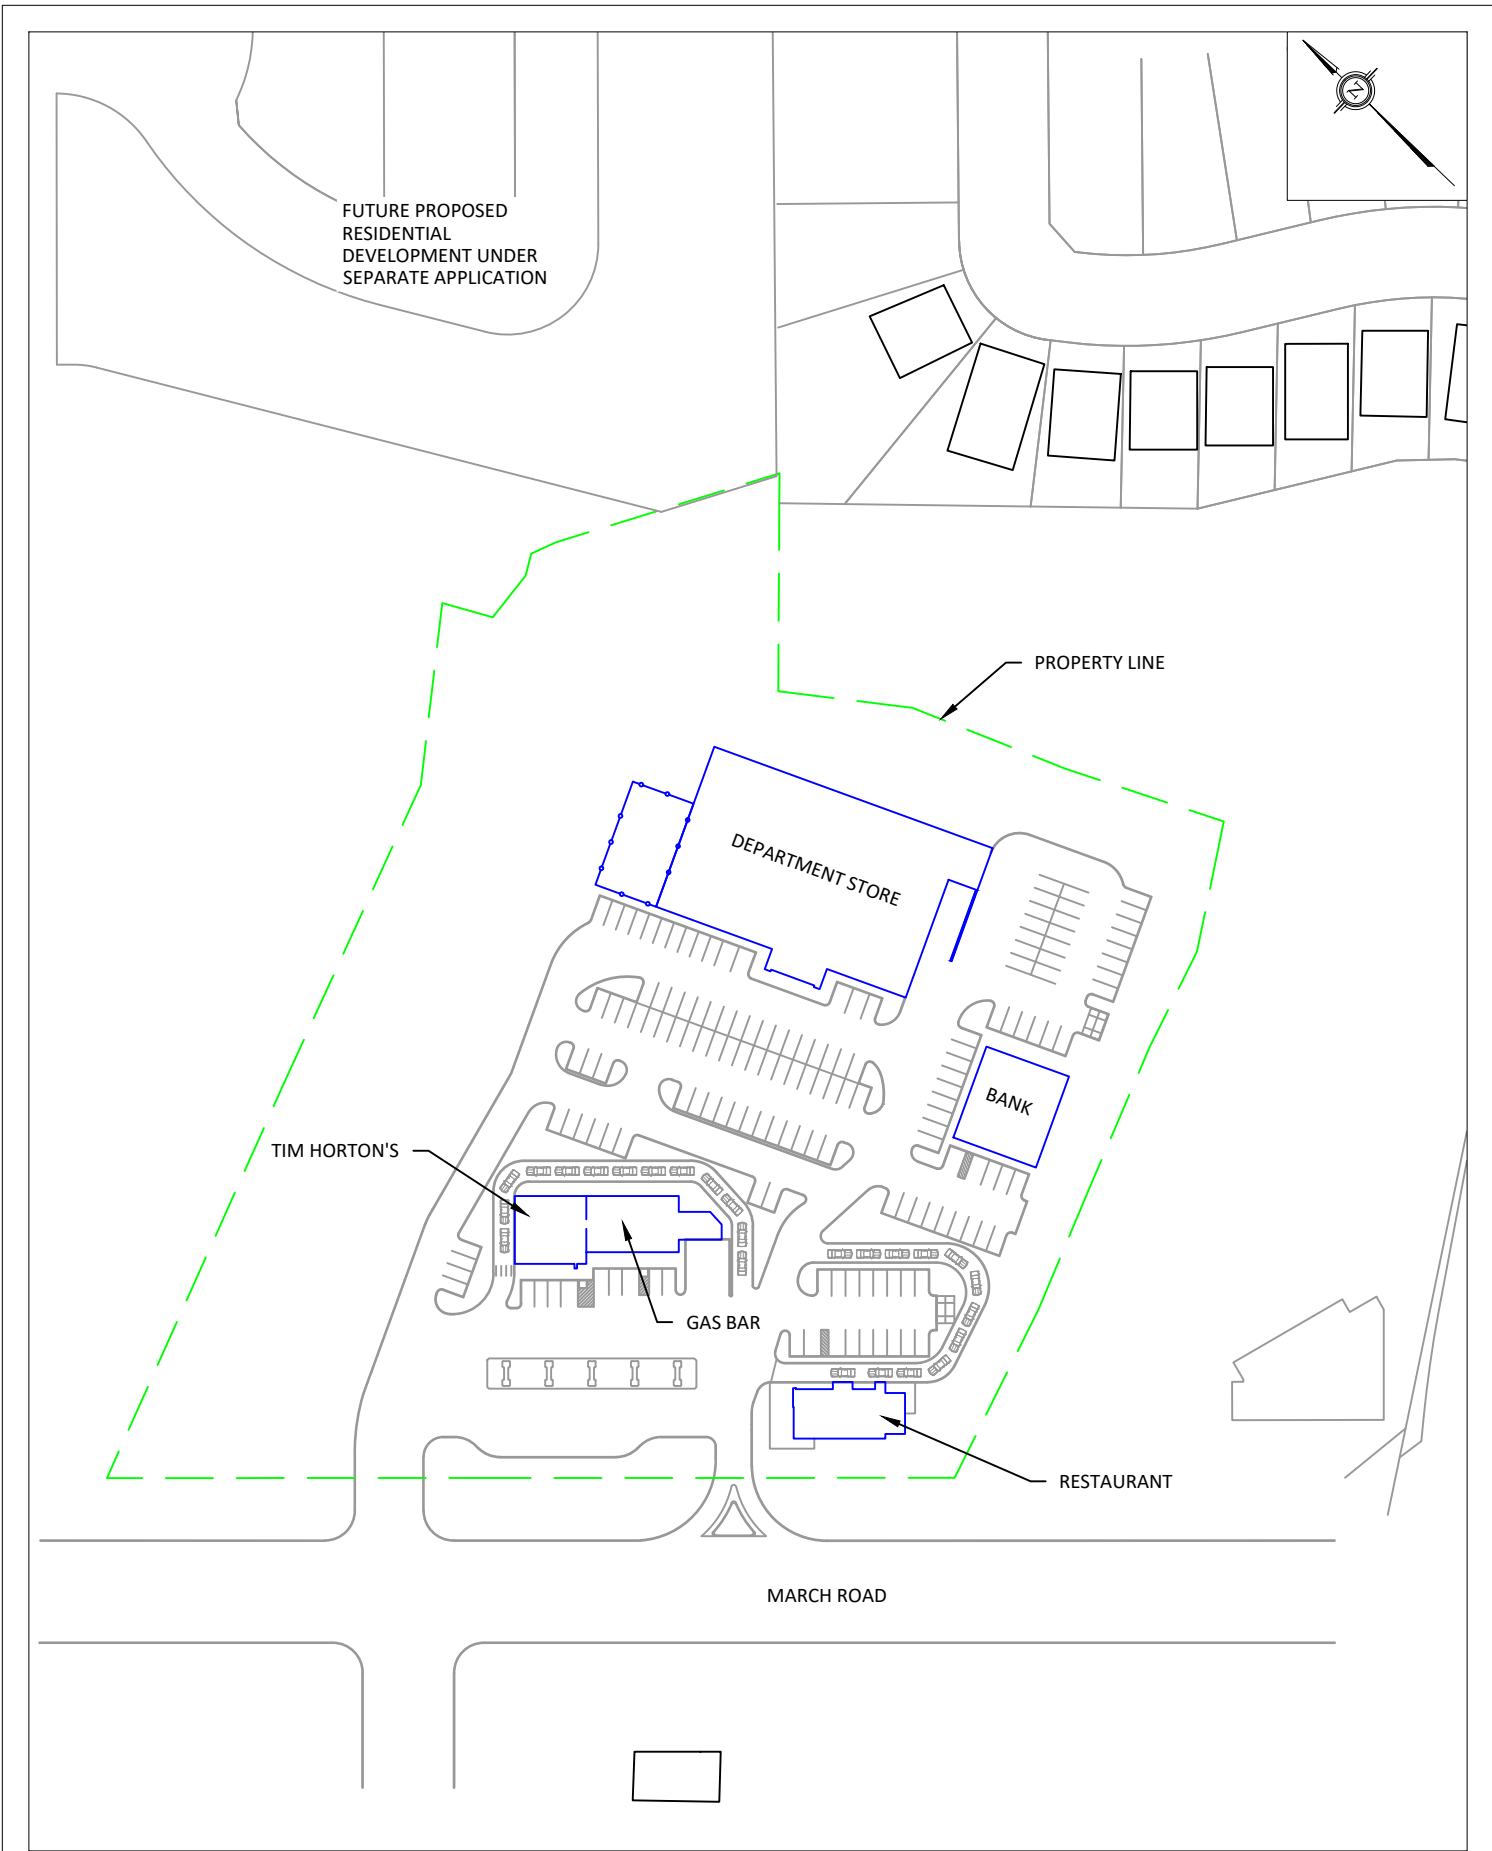 N
FUTURE PROPOSED
RESIDENTIAL
DEVELOPMENT UNDER
SEPARATE APPLICATION
PROPERTY LINE
DEPARTMENT STORE
BANK
TIM HORTON'S
GAS BAR
RESTAURANT
MARCH ROAD